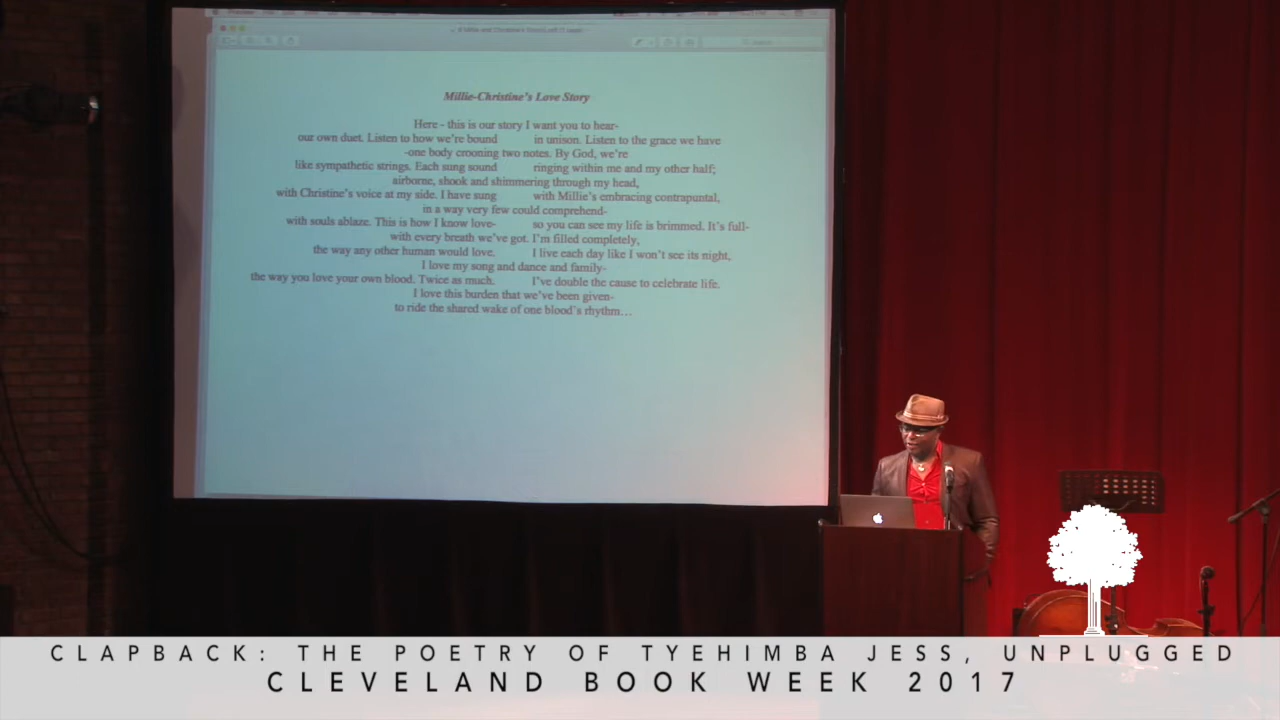 Millie-Christine's Love Story
Here - this is our story I want you to hear-
our own duet. Listen to how we're bound in unison. Listen to the grace we have
-one body crooning two notes. By God, we're
like sympathetic strings. Each sung sound ringing within me and my other half;
airborne, shook and shimmering through my head,
with Christine's voice at my side. I have sung with Millie's embracing contrapuntal,
in a way very few could comprehend-
with souls ablaze. This is how I know love- so you can see my life is brimmed. It's full-
with every breath we've got. I'm filled completely,
the way any other human would love. I live each day like I won't see its night,
I love my song and dance and family-
the way you love your own blood. Twice as much. I've double the cause to celebrate life.
I love this burden that we've been given-
to ride the shared wake of one blood's rhythm...
CLAPBACK: THE POETRY OF TYEHIMBA JESS, UNPLUGGED
CLEVELAND BOOK WEEK 2017